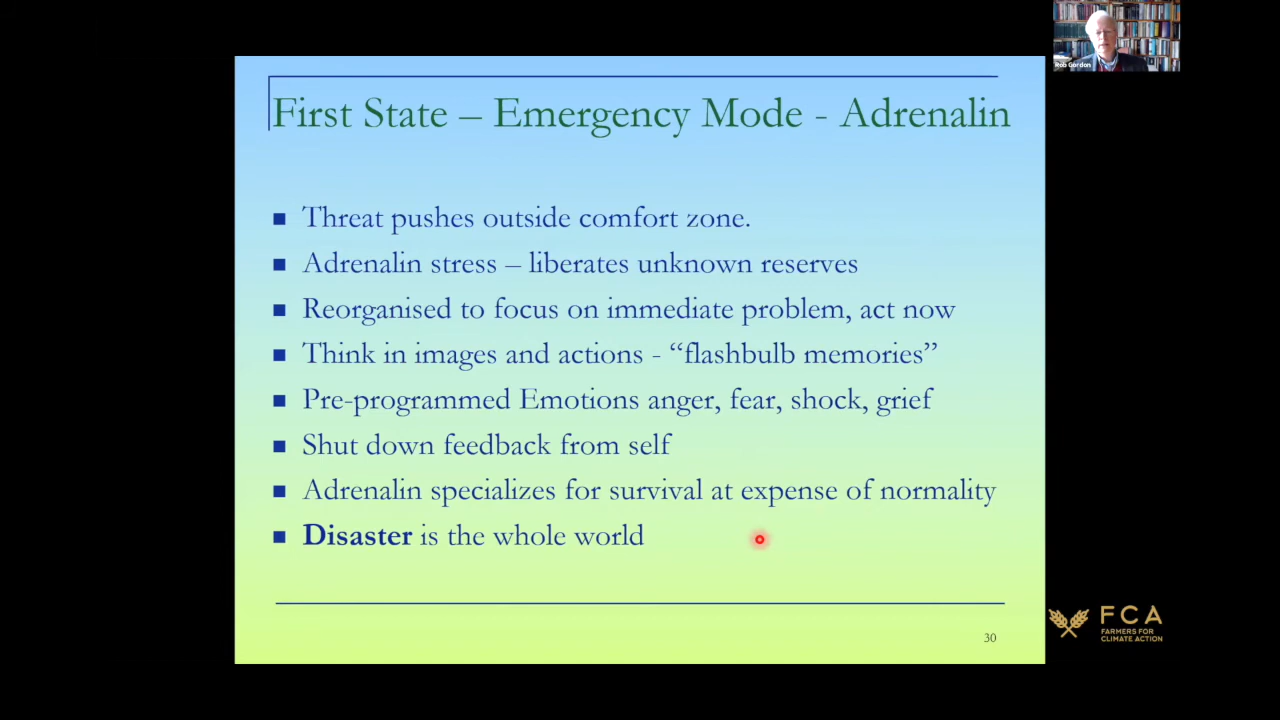 Rob Gordon
First State – Emergency Mode - Adrenalin
Threat pushes outside comfort zone.
Adrenalin stress – liberates unknown reserves
Reorganised to focus on immediate problem, act now
Think in images and actions - “flashbulb memories”
Pre-programmed Emotions anger, fear, shock, grief
Shut down feedback from self
Adrenalin specializes for survival at expense of normality
Disaster is the whole world
30
FCA
FARMERS FOR
CLIMATE ACTION